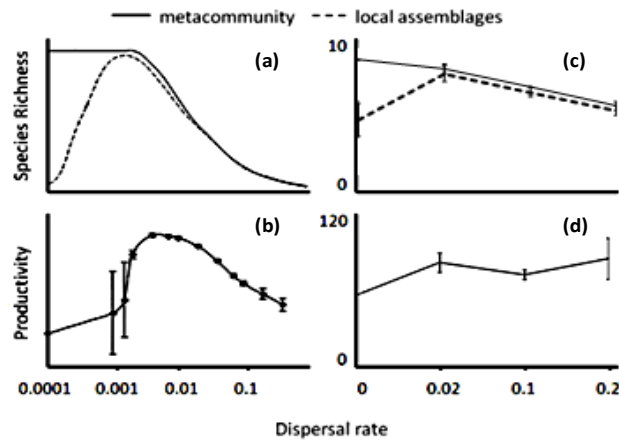 metacommunity local assemblages
Species Richness
(a)
10
(c)
0
Productivity
(b)
120
(d)
0
0.0001 0.001 0.01 0.1
0 0.02 0.1 0.2
Dispersal rate